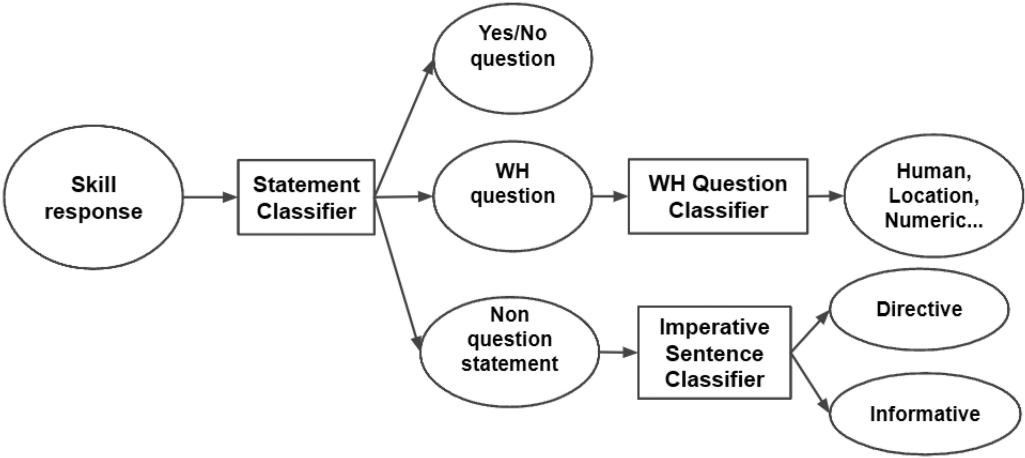 Skill
response
Statement
Classifier
Yes/No
question
WH
question
Non
question
statement
WH Question
Classifier
Imperative
Sentence
Classifier
Human,
Location,
Numeric...
Directive
Informative